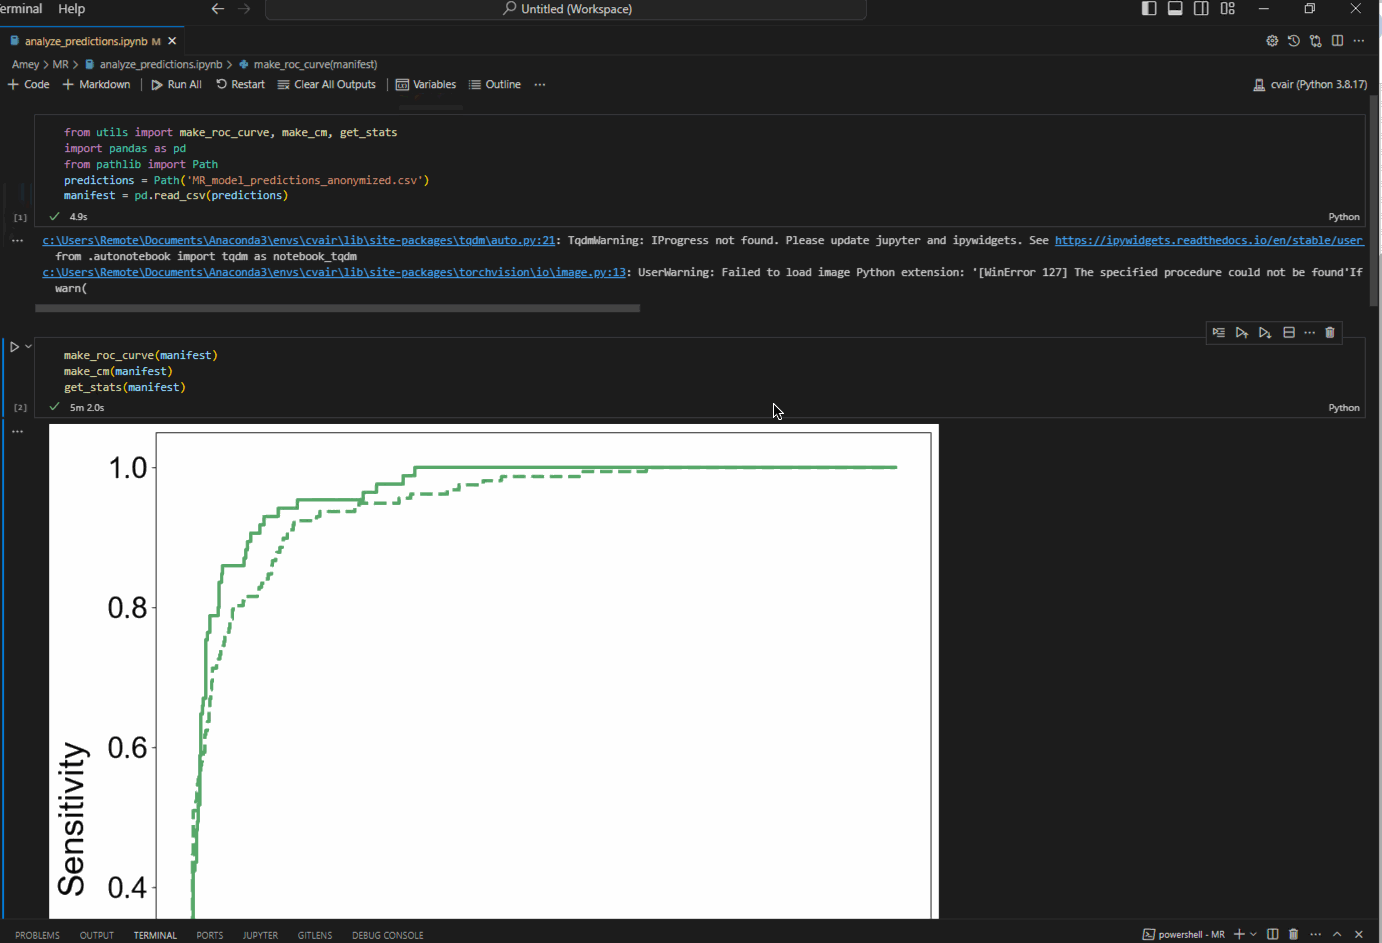 Terminal Help Untitled (Workspace)
analyze_predictions.ipynb M
Amey > MR > analyze_predictions.ipynb > make_roc_curve(manifest)
+ Code + Markdown Run All Restart Clear All Outputs Variables Outline ... cvair (Python 3.8.17)
from utils import make_roc_curve, make_cm, get_stats
import pandas as pd
from pathlib import Path
predictions = Path('MR_model_predictions_anonymized.csv')
manifest = pd.read_csv(predictions)
[1] 4.9s Python
c:\Users\Remote\Documents\Anaconda3\envs\cvair\lib\site-packages\tqdm\auto.py:21: TqdmWarning: IProgress not found. Please update jupyter and ipywidgets. See https://ipywidgets.readthedocs.io/en/stable/user
from .autonotebook import tqdm as notebook_tqdm
c:\Users\Remote\Documents\Anaconda3\envs\cvair\lib\site-packages\torchvision\io\image.py:13: UserWarning: Failed to load image Python extension: '[WinError 127] The specified procedure could not be found'If
warn(
make_roc_curve(manifest)
make_cm(manifest)
get_stats(manifest)
[2] 5m 2.0s Python
1.0
0.8
0.6
0.4
Sensitivity
PROBLEMS OUTPUT TERMINAL PORTS JUPYTER GITLENS DEBUG CONSOLE powershell - MR